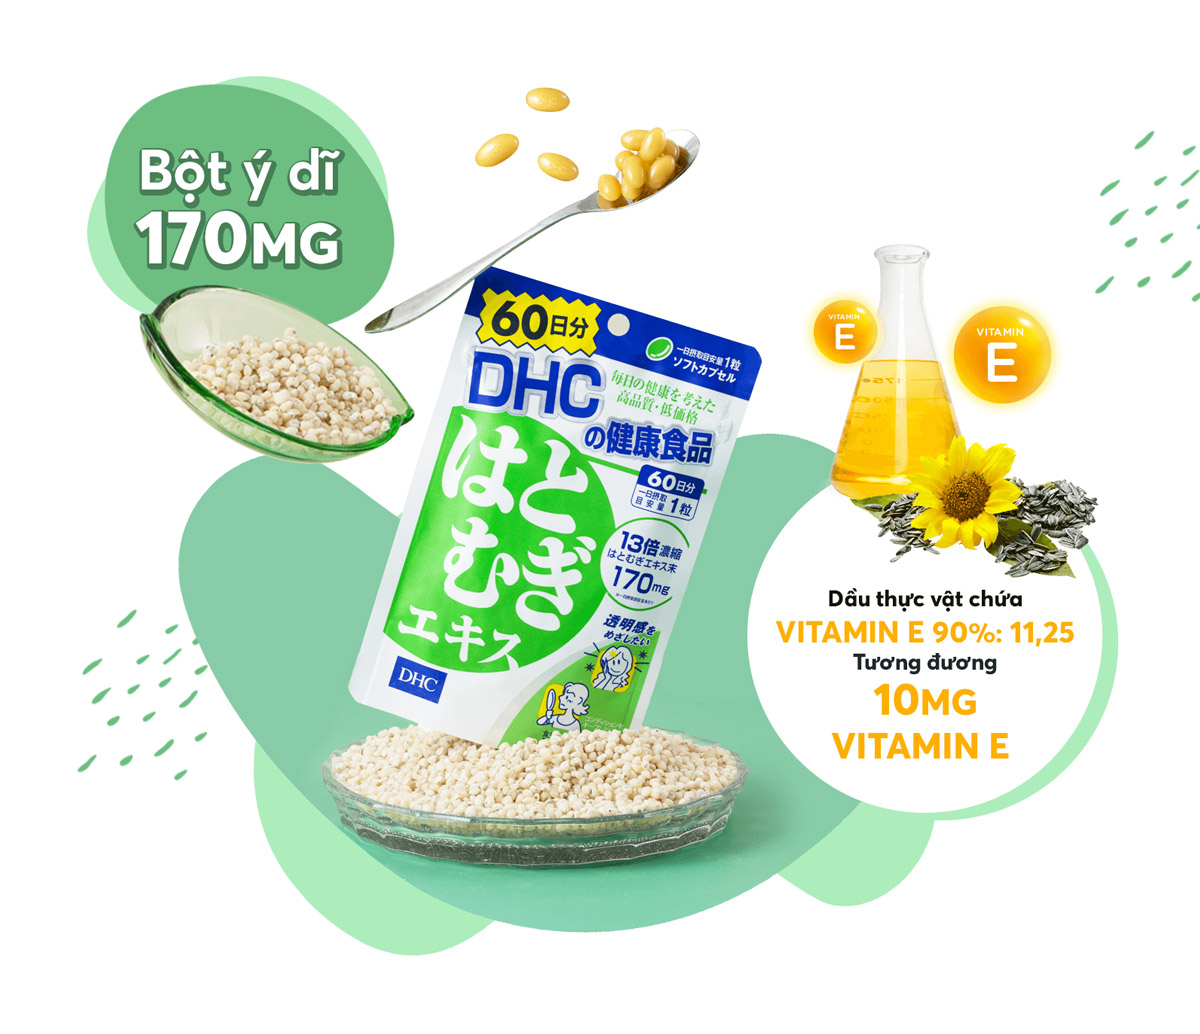 Bột ý dĩ
170MG
60日分
一日摂取目安量1粒
ソフトカプセル
DHC
毎日の健康を考えた
高品質・低価格
の健康食品
はと
むぎ
エキス
60日分
一日摂取
目安量 1粒
13倍濃縮
はとむぎエキス末
170mg
透明感を
めざしたい
DHC
VITAMIN
E
VITAMIN
E
Dầu thực vật chứa
VITAMIN E 90%: 11,25
Tương đương
10MG
VITAMIN E